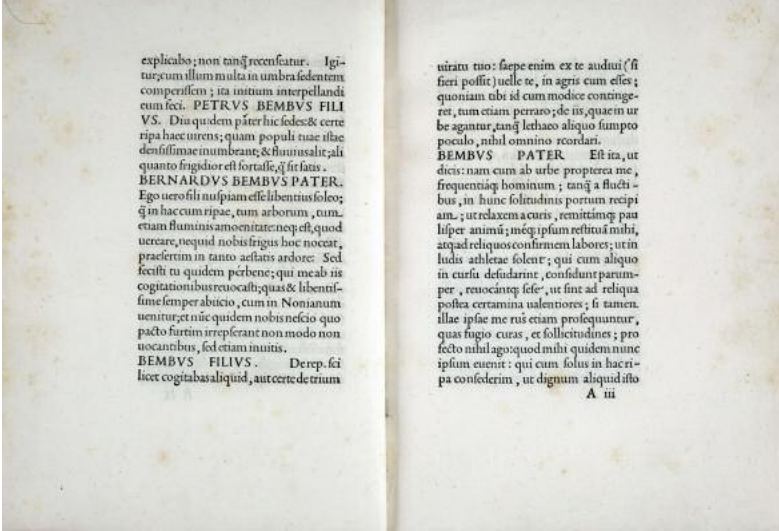 explicabo; non tanq̃ recenſeatur. Igi-
tur, cum illum multa in umbra ſedentem
comperiſſem; ita initium interpellandi
eum feci. PETRVS BEMBVS FILI
VS. Diu quidem páter hic ſedes: & certe
ripa haec uirens; quam populi tuae iſtae
denſiſſimae inumbrant; & fluuius alit; ali
quanto frigidior eſt fortaſſe, q̃ ſit ſatis.
BERNARDVS BEMBVS PATER.
Ego uero fili nuſpiam eſſe libentius ſoleo;
q̃ in hac cum ripae, tum arborum, tum
etiam fluminis amoenitate: neq; eſt, quod
uereare, nequid nobis frigus hoc noceat,
praeſertim in tanto aeſtatis ardore: Sed
feciſti tu quidem pérbene; qui me ab iis
cogitationibus reuocaſti; quas & libentiſ-
ſime ſemper abiicio, cum in Nonianum
uenitur; et nũc quidem nobis neſcio quo
pacto furtim irrepſerant non modo non
uocantibus, ſed etiam inuitis.
BEMBVS FILIVS. De rep. ſci
licet cogitabas aliquid, aut certe de trium
uiratu tuo: ſaepe enim ex te audiui (ſi
fieri poſſit) uelle te, in agris cum eſſes;
quoniam tibi id cum modice continge-
ret, tum etiam perraro; de iis, quae in ur
be agantur, tanq̃ lethaeo aliquo ſumpto
poculo, nihil omnino rcordari.
BEMBVS PATER Eſt ita, ut
dicis: nam cum ab urbe propterea me,
frequentiáq; hominum; tanq̃ a flucti-
bus, in hunc ſolitudinis portum recipi
am; ut relaxem a curis, remittámq; pau
liſper animũ; méq; ipſum reſtituã mihi,
atq; ad reliquos confirmem labores; ut in
ludis athletae ſolent; qui cum aliquo
in curſu deſudarint, conſidunt parum-
per, reuocántq; ſeſe, ut ſint ad reliqua
poſtea certamina ualentiores; ſi tamen
illae ipſae me rus etiam proſequuntur,
quas fugio curas, et ſollicitudines; pro
fecto nihil ago: quod mihi quidem nunc
ipſum euenit: qui cum ſolus in hac ri-
pa conſederim, ut dignum aliquid iſto
A iii